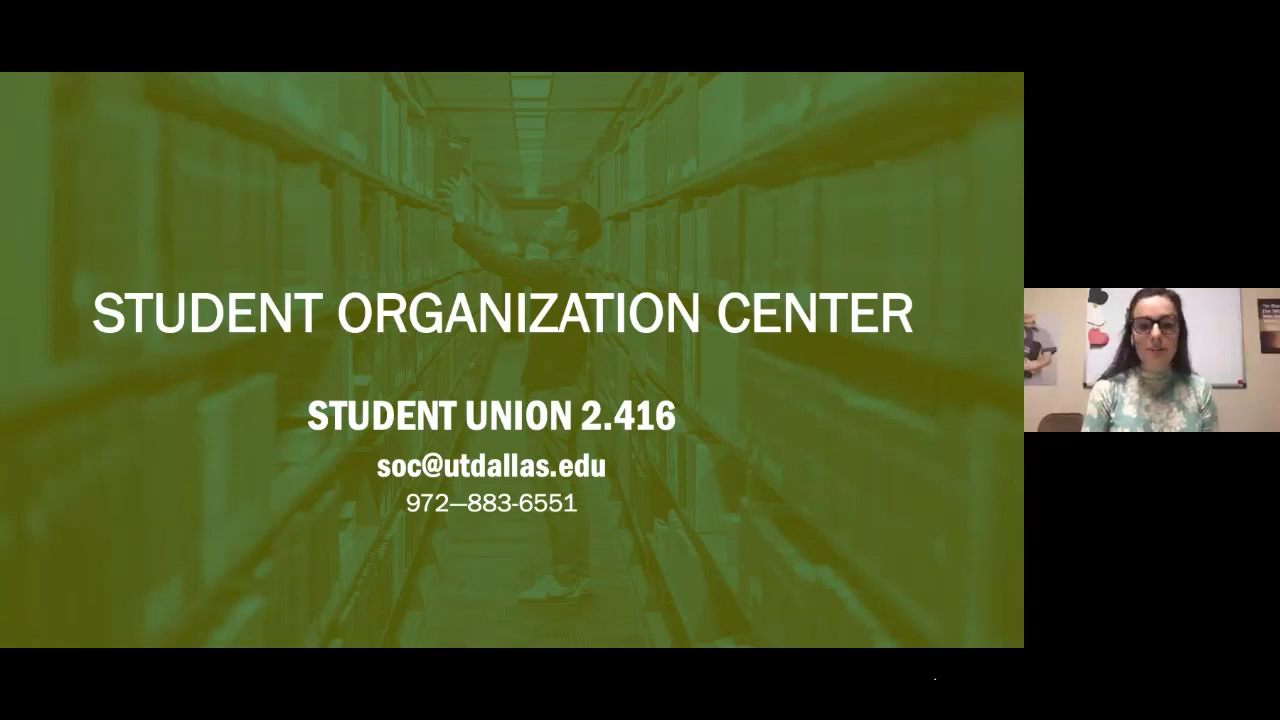 STUDENT ORGANIZATION CENTER
STUDENT UNION 2.416
soc@utdallas.edu
972—883-6551